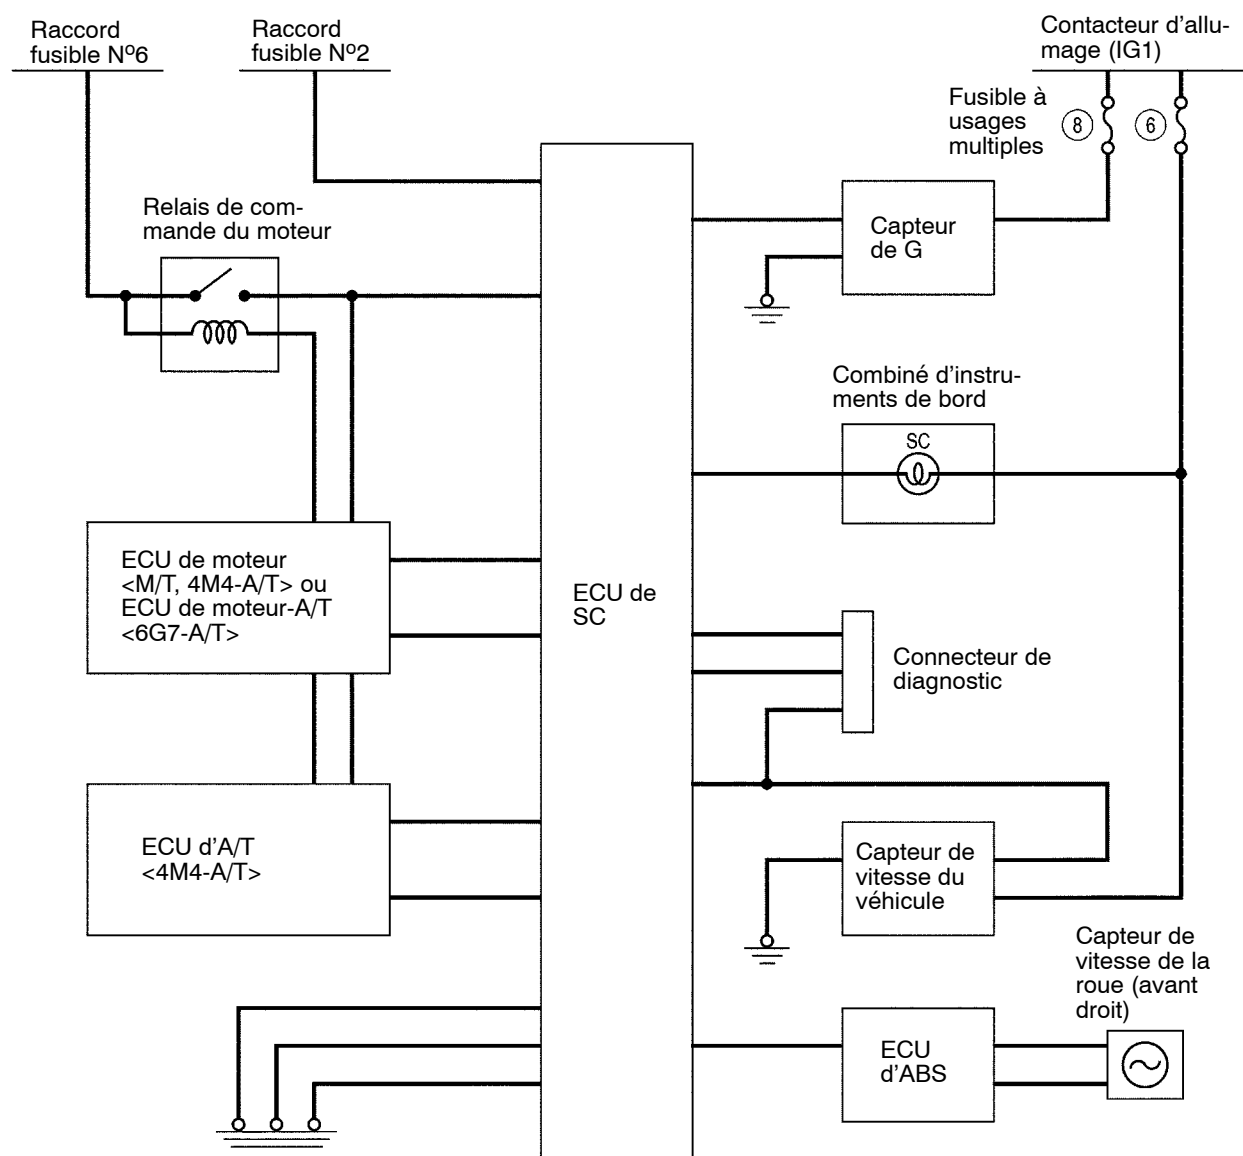 Raccord
fusible Nº6
Raccord
fusible Nº2
Contacteur d'allu-
mage (IG1)
Fusible à
usages
multiples
8
6
Relais de com-
mande du moteur
Capteur
de G
Combiné d'instru-
ments de bord
SC
ECU de moteur
<M/T, 4M4-A/T> ou
ECU de moteur-A/T
<6G7-A/T>
ECU de
SC
Connecteur de
diagnostic
ECU d'A/T
<4M4-A/T>
Capteur de
vitesse du
véhicule
Capteur de
vitesse de la
roue (avant
droit)
ECU
d'ABS